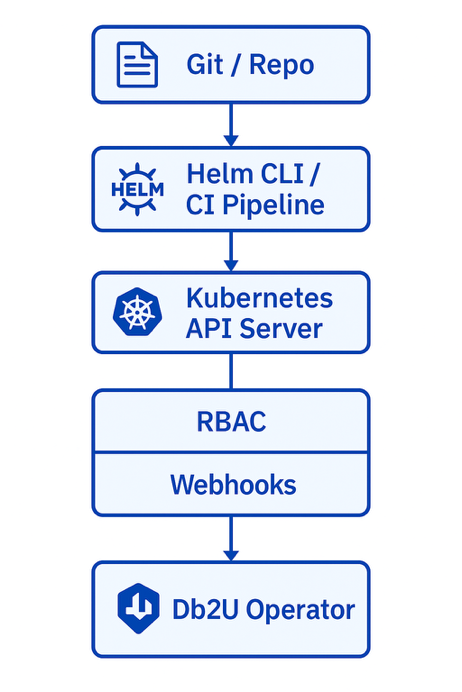 Git / Repo
HELM
Helm CLI /
CI Pipeline
Kubernetes
API Server
RBAC
Webhooks
Db2U Operator